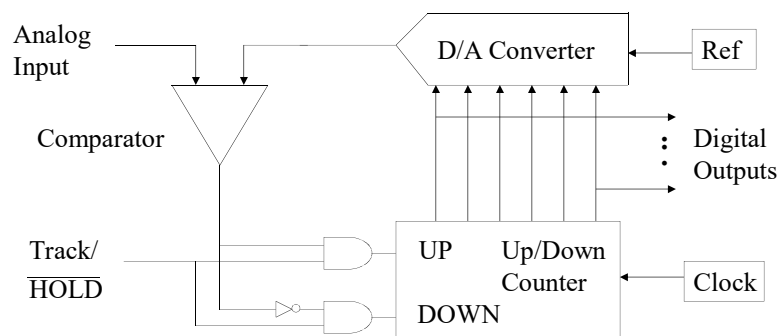 Analog
Input
D/A Converter
Ref
Comparator
Digital
Outputs
Track/
HOLD
UP
Up/Down
Counter
Clock
DOWN